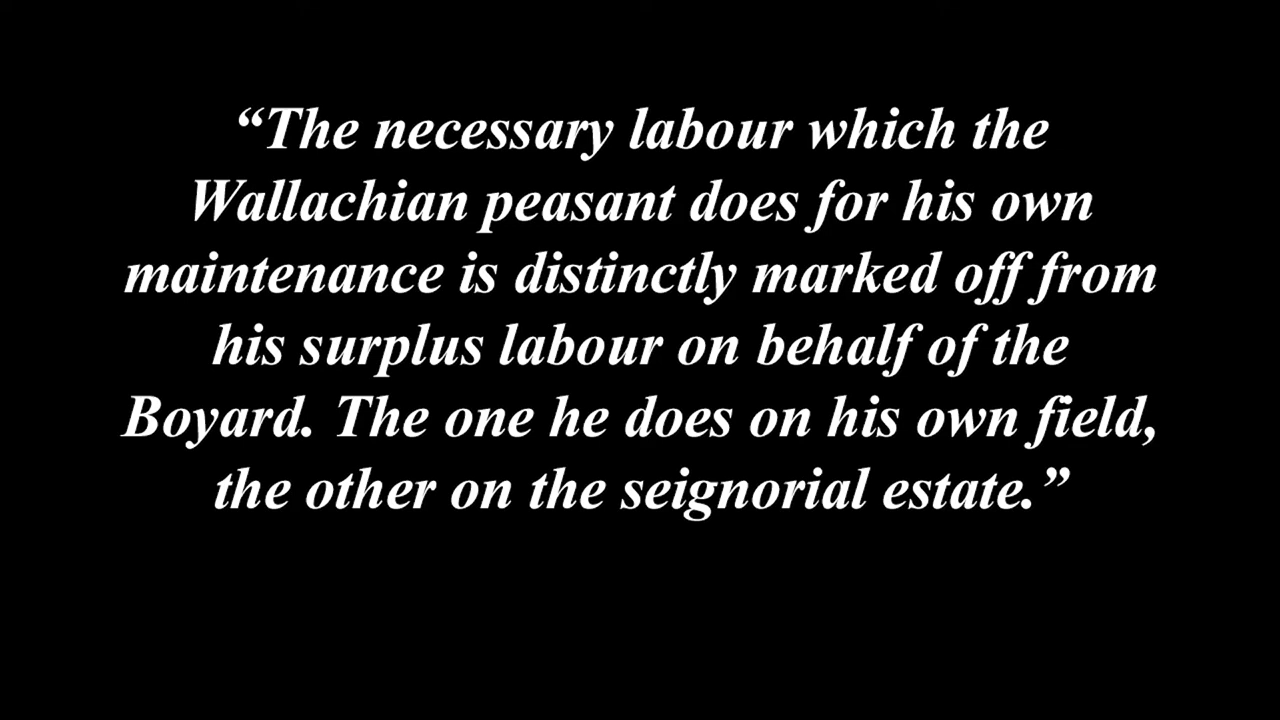 “The necessary labour which the
Wallachian peasant does for his own
maintenance is distinctly marked off from
his surplus labour on behalf of the
Boyard. The one he does on his own field,
the other on the seignorial estate.”